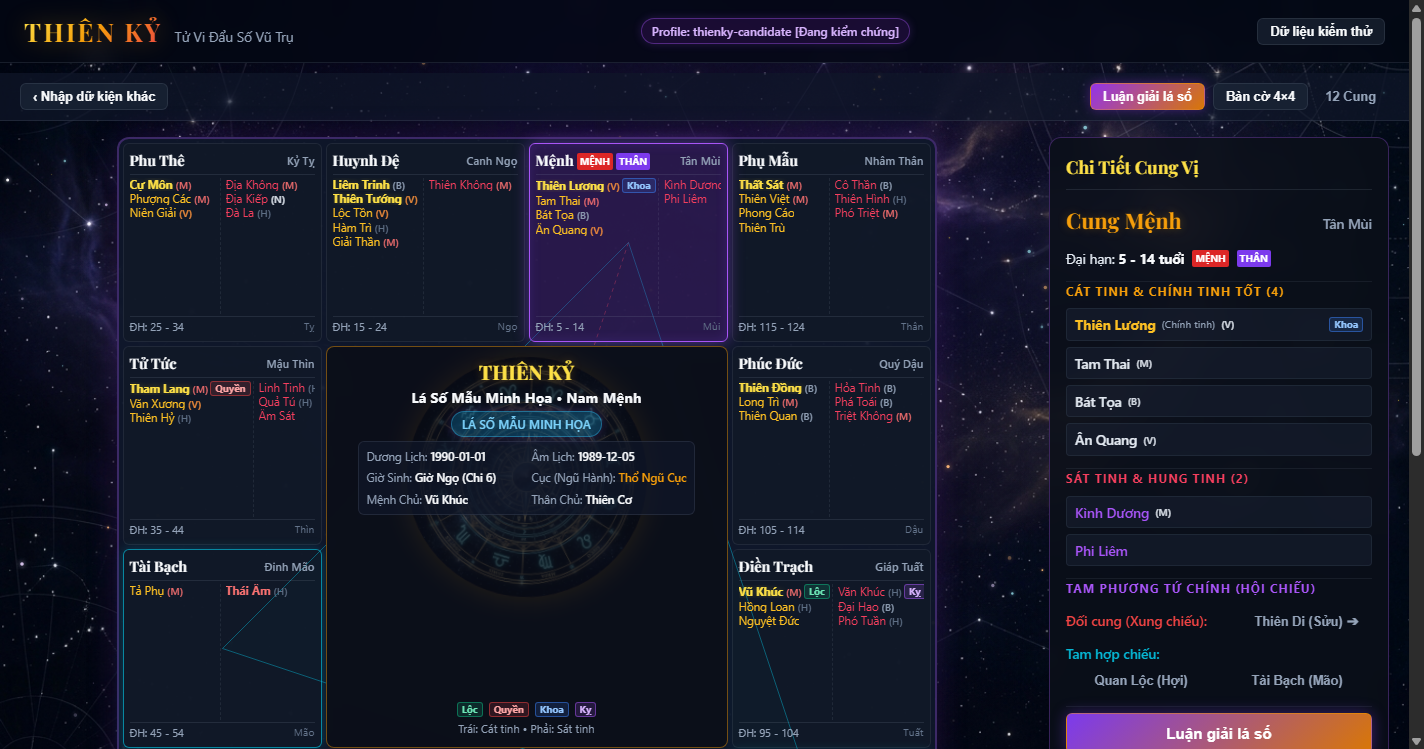 THIÊN KỶ Tử Vi Đẩu Số Vũ Trụ
Profile: thienky-candidate [Đang kiểm chứng]
Dữ liệu kiểm thử
‹ Nhập dữ kiện khác
Luận giải lá số
Bàn cờ 4×4
12 Cung
Phu Thê Kỷ Tỵ
Cự Môn (M)
Phượng Các (M)
Niên Giải (V)
Địa Không (M)
Địa Kiếp (N)
Đà La (H)
ĐH: 25 - 34 Tỵ
Huynh Đệ Canh Ngọ
Liêm Trinh (B)
Thiên Tướng (V)
Lộc Tồn (V)
Hàm Trì (H)
Giải Thần (M)
Thiên Không (M)
ĐH: 15 - 24 Ngọ
Mệnh MỆNH THÂN Tân Mùi
Thiên Lương (V) Khoa
Tam Thai (M)
Bát Tọa (B)
Ân Quang (V)
Kình Dương
Phi Liêm
ĐH: 5 - 14 Mùi
Phụ Mẫu Nhâm Thân
Thất Sát (M)
Thiên Việt (M)
Phong Cáo
Thiên Trù
Cô Thần (B)
Thiên Hình (H)
Phó Triệt (M)
ĐH: 115 - 124 Thân
Tử Tức Mậu Thìn
Tham Lang (M) Quyền
Văn Xương (V)
Thiên Hỷ (H)
Linh Tinh (H
Quả Tú (H)
Âm Sát
ĐH: 35 - 44 Thìn
THIÊN KỶ
Lá Số Mẫu Minh Họa • Nam Mệnh
LÁ SỐ MẪU MINH HỌA
Dương Lịch: 1990-01-01 Âm Lịch: 1989-12-05
Giờ Sinh: Giờ Ngọ (Chi 6) Cục (Ngũ Hành): Thổ Ngũ Cục
Mệnh Chủ: Vũ Khúc Thân Chủ: Thiên Cơ
Lộc Quyền Khoa Kỵ
Trái: Cát tinh • Phải: Sát tinh
Phúc Đức Quý Dậu
Thiên Đồng (B)
Long Trì (M)
Thiên Quan (B)
Hỏa Tinh (B)
Phá Toái (B)
Triệt Không (M)
ĐH: 105 - 114 Dậu
Tài Bạch Đinh Mão
Tả Phụ (M)
Thái Âm (H)
ĐH: 45 - 54 Mão
Điền Trạch Giáp Tuất
Vũ Khúc (M) Lộc
Hồng Loan (H)
Nguyệt Đức
Văn Khúc (H) Kỵ
Đại Hao (B)
Phó Tuần (H)
ĐH: 95 - 104 Tuất
Chi Tiết Cung Vị
Cung Mệnh Tân Mùi
Đại hạn: 5 - 14 tuổi MỆNH THÂN
CÁT TINH & CHÍNH TINH TỐT (4)
Thiên Lương (Chính tinh) (V) Khoa
Tam Thai (M)
Bát Tọa (B)
Ân Quang (V)
SÁT TINH & HUNG TINH (2)
Kình Dương (M)
Phi Liêm
TAM PHƯƠNG TỨ CHÍNH (HỘI CHIẾU)
Đối cung (Xung chiếu): Thiên Di (Sửu) ➔
Tam hợp chiếu:
Quan Lộc (Hợi) Tài Bạch (Mão)
Luận giải lá số